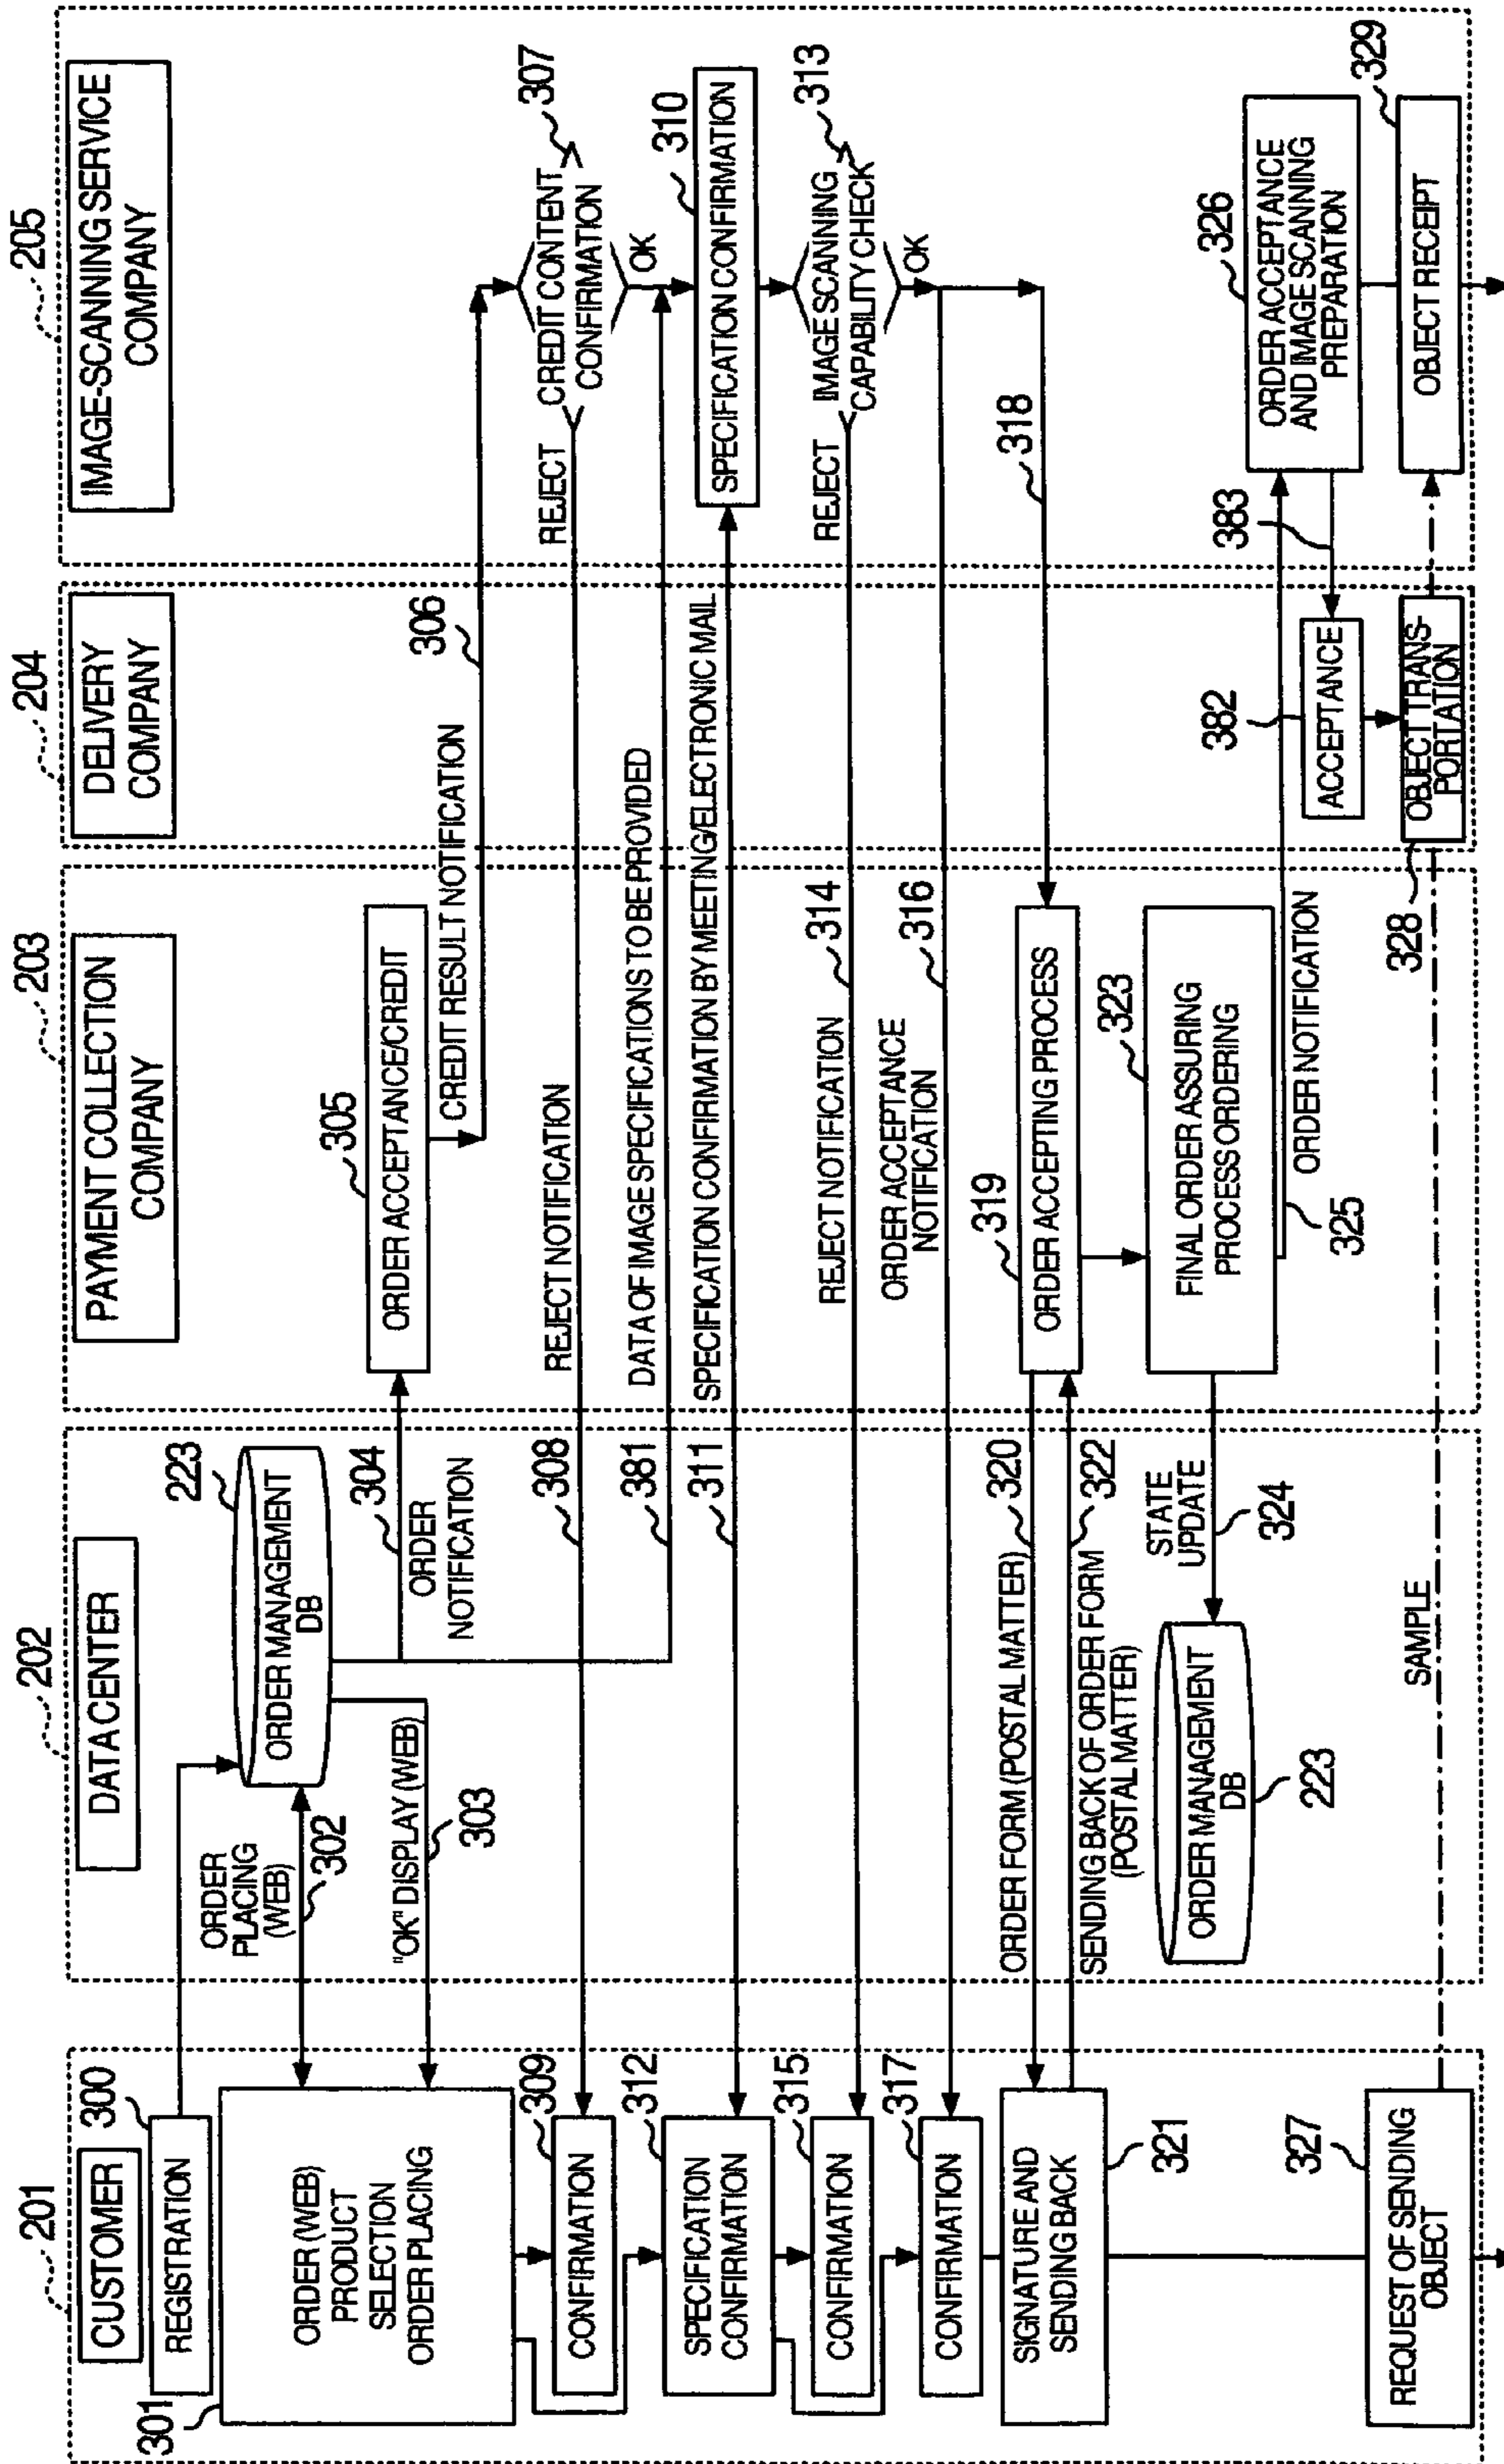 201
CUSTOMER
300
REGISTRATION
301
ORDER (WEB)
PRODUCT
SELECTION
ORDER PLACING
309
CONFIRMATION
312
SPECIFICATION
CONFIRMATION
315
CONFIRMATION
317
CONFIRMATION
SIGNATURE AND
SENDING BACK
321
327
REQUEST OF SENDING
OBJECT
202
DATA CENTER
ORDER
PLACING
(WEB)
302
223
ORDER MANAGEMENT
DB
"OK" DISPLAY (WEB)
303
304
ORDER
NOTIFICATION
308
381
311
ORDER FORM (POSTAL MATTER)
320
SENDING BACK OF ORDER FORM
(POSTAL MATTER)
322
STATE
UPDATE
324
ORDER MANAGEMENT
DB
223
SAMPLE
203
PAYMENT COLLECTION
COMPANY
305
ORDER ACCEPTANCE/CREDIT
CREDIT RESULT NOTIFICATION
REJECT NOTIFICATION
DATA OF IMAGE SPECIFICATIONS TO BE PROVIDED
SPECIFICATION CONFIRMATION BY MEETING/ELECTRONIC MAIL
REJECT NOTIFICATION
314
ORDER ACCEPTANCE
NOTIFICATION
316
319
ORDER ACCEPTING PROCESS
323
FINAL ORDER ASSURING
PROCESS ORDERING
325
ORDER NOTIFICATION
204
DELIVERY
COMPANY
306
382
ACCEPTANCE
OBJECT TRANS-
PORTATION
328
205
IMAGE-SCANNING SERVICE
COMPANY
307
REJECT
CREDIT CONTENT
CONFIRMATION
OK
310
SPECIFICATION CONFIRMATION
REJECT
IMAGE SCANNING
CAPABILITY CHECK
313
OK
318
383
326
ORDER ACCEPTANCE
AND IMAGE SCANNING
PREPARATION
329
OBJECT RECEIPT